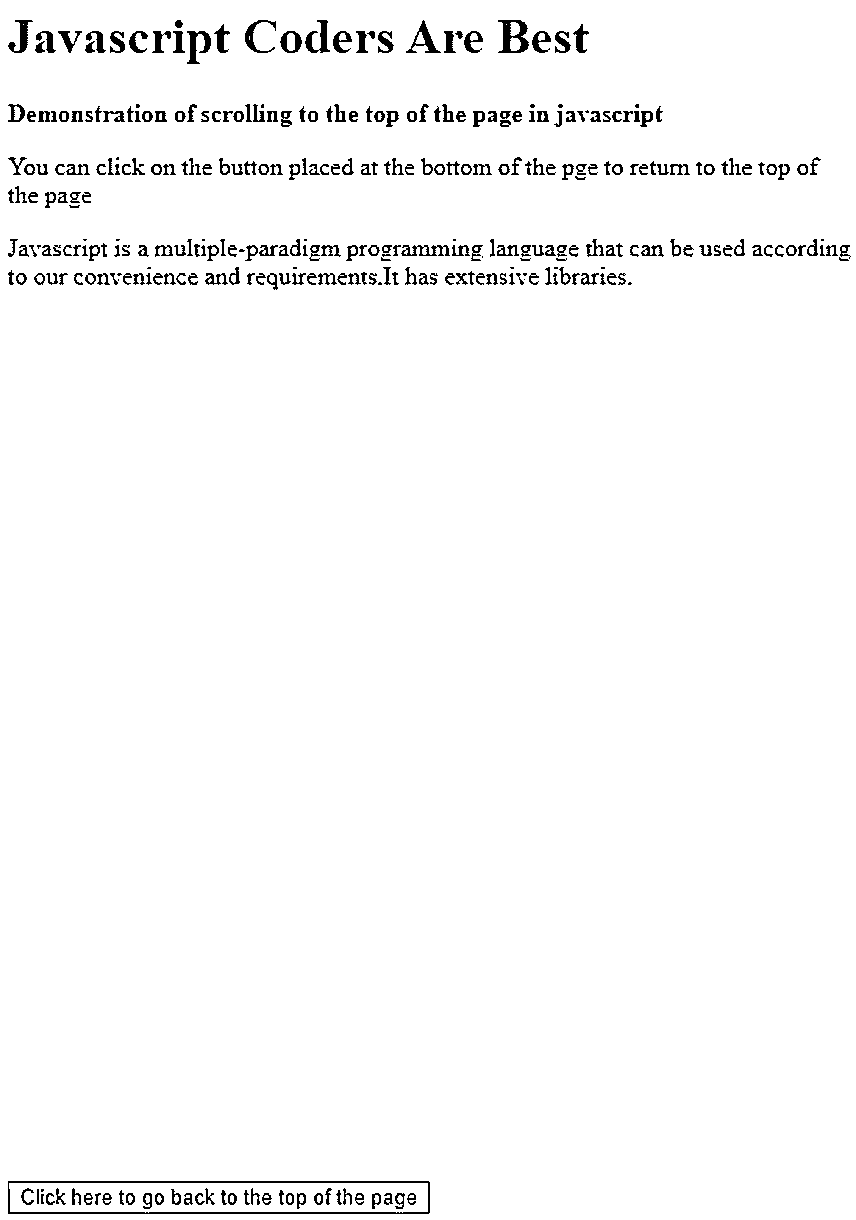 Javascript Coders Are Best
Demonstration of scrolling to the top of the page in javascript
You can click on the button placed at the bottom of the pge to return to the top of
the page
Javascript is a multiple-paradigm programming language that can be used according
to our convenience and requirements.It has extensive libraries.
Click here to go back to the top of the page